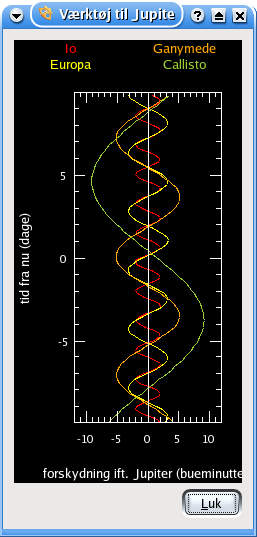 Værktøj til Jupite
Io Ganymede
Europa Callisto
5
0
-5
tid fra nu (dage)
-10 -5 0 5 10
forskydning ift. Jupiter (bueminutte
Luk